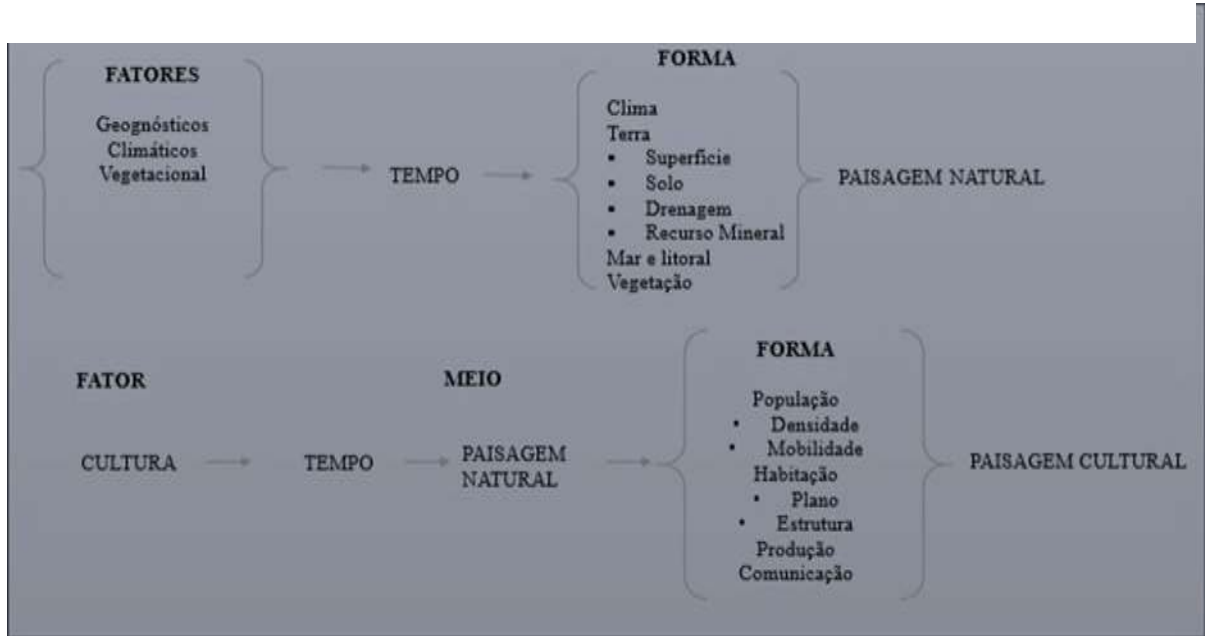 FATORES
Geognósticos
Climáticos
Vegetacional
TEMPO
FORMA
Clima
Terra
▪ Superfície
▪ Solo
▪ Drenagem
▪ Recurso Mineral
Mar e litoral
Vegetação
PAISAGEM NATURAL
FATOR
CULTURA
TEMPO
MEIO
PAISAGEM
NATURAL
FORMA
População
• Densidade
• Mobilidade
Habitação
• Plano
• Estrutura
Produção
Comunicação
PAISAGEM CULTURAL